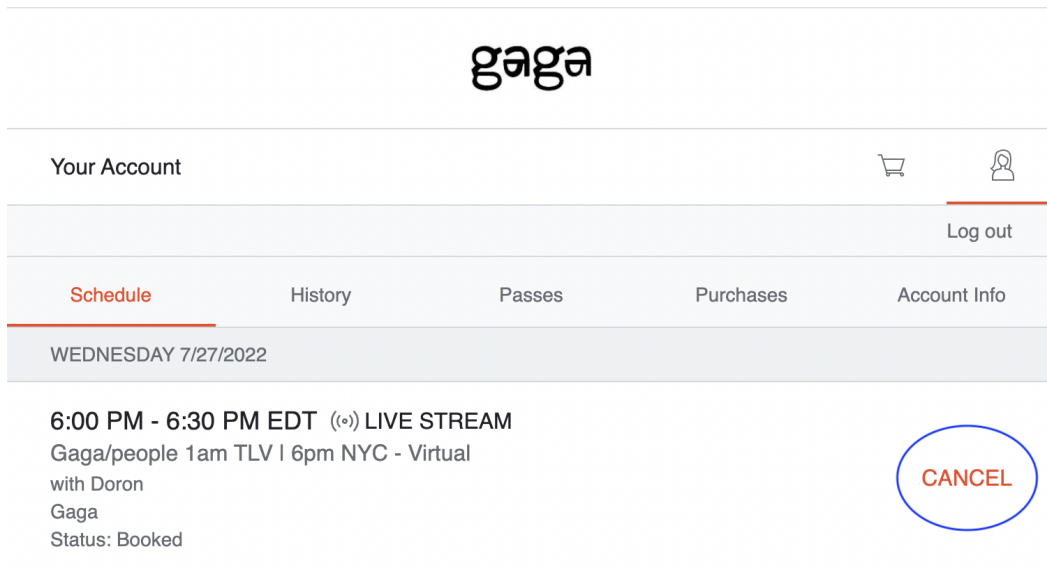 gaga
Your Account
Log out
Schedule History Passes Purchases Account Info
WEDNESDAY 7/27/2022
6:00 PM - 6:30 PM EDT LIVE STREAM
Gaga/people 1am TLV | 6pm NYC - Virtual
with Doron
Gaga
Status: Booked
CANCEL